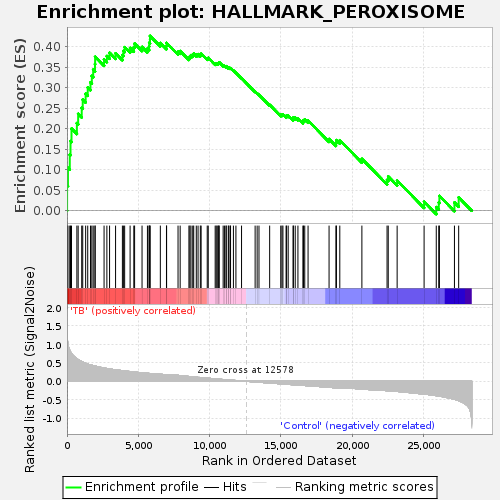 Enrichment plot: HALLMARK_PEROXISOME
Enrichment score (ES)
0.40
0.35
0.30
0.25
0.20
0.15
0.10
0.05
0.00
'TB' (positively correlated)
Ranked list metric (Signal2Noise)
2.0
1.5
1.0
0.5
0.0
-0.5
-1.0
Zero cross at 12578
'Control' (negatively correlated)
0 5,000 10,000 15,000 20,000 25,000
Rank in Ordered Dataset
Enrichment profile Hits Ranking metric scores